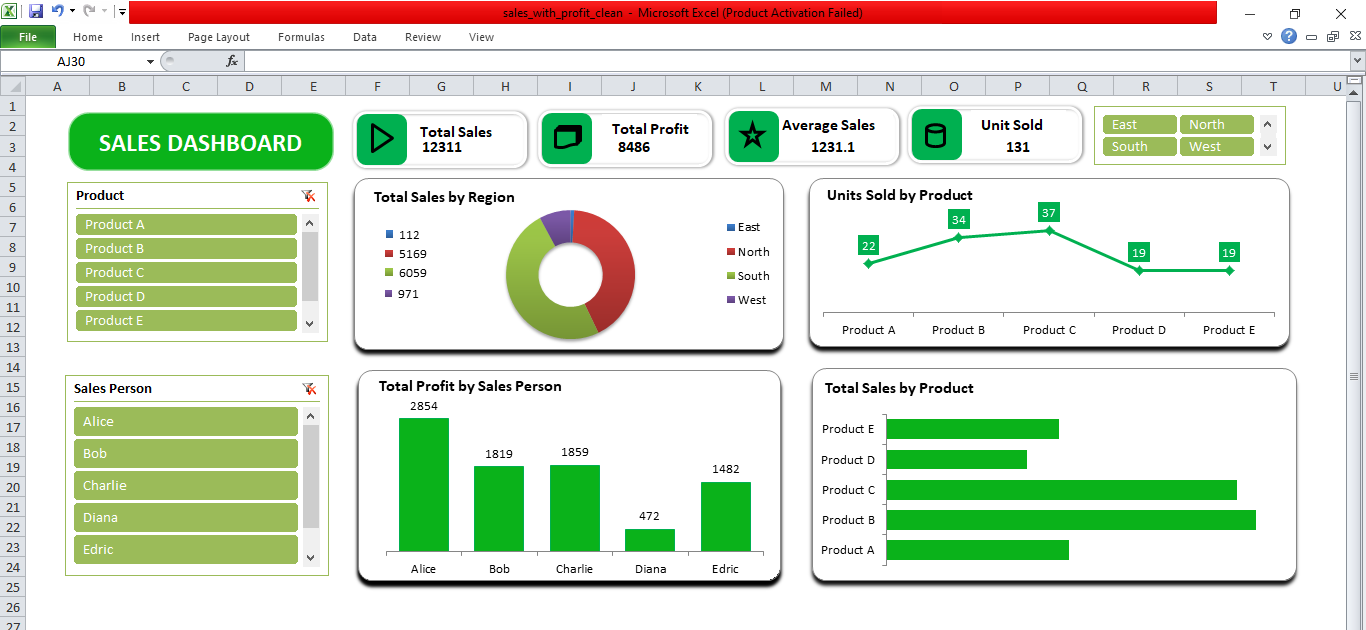 sales_with_profit_clean - Microsoft Excel (Product Activation Failed)
File Home Insert Page Layout Formulas Data Review View
AJ30 fx
A B C D E F G H I J K L M N O P Q R S T U
1
2
3
4
5
6
7
8
9
10
11
12
13
14
15
16
17
18
19
20
21
22
23
24
25
26
27
SALES DASHBOARD
Total Sales
12311
Total Profit
8486
Average Sales
1231.1
Unit Sold
131
East North
South West
Product
Product A
Product B
Product C
Product D
Product E
Total Sales by Region
112
5169
6059
971
East
North
South
West
Units Sold by Product
22 34 37 19 19
Product A Product B Product C Product D Product E
Sales Person
Alice
Bob
Charlie
Diana
Edric
Total Profit by Sales Person
2854 1819 1859 472 1482
Alice Bob Charlie Diana Edric
Total Sales by Product
Product E
Product D
Product C
Product B
Product A